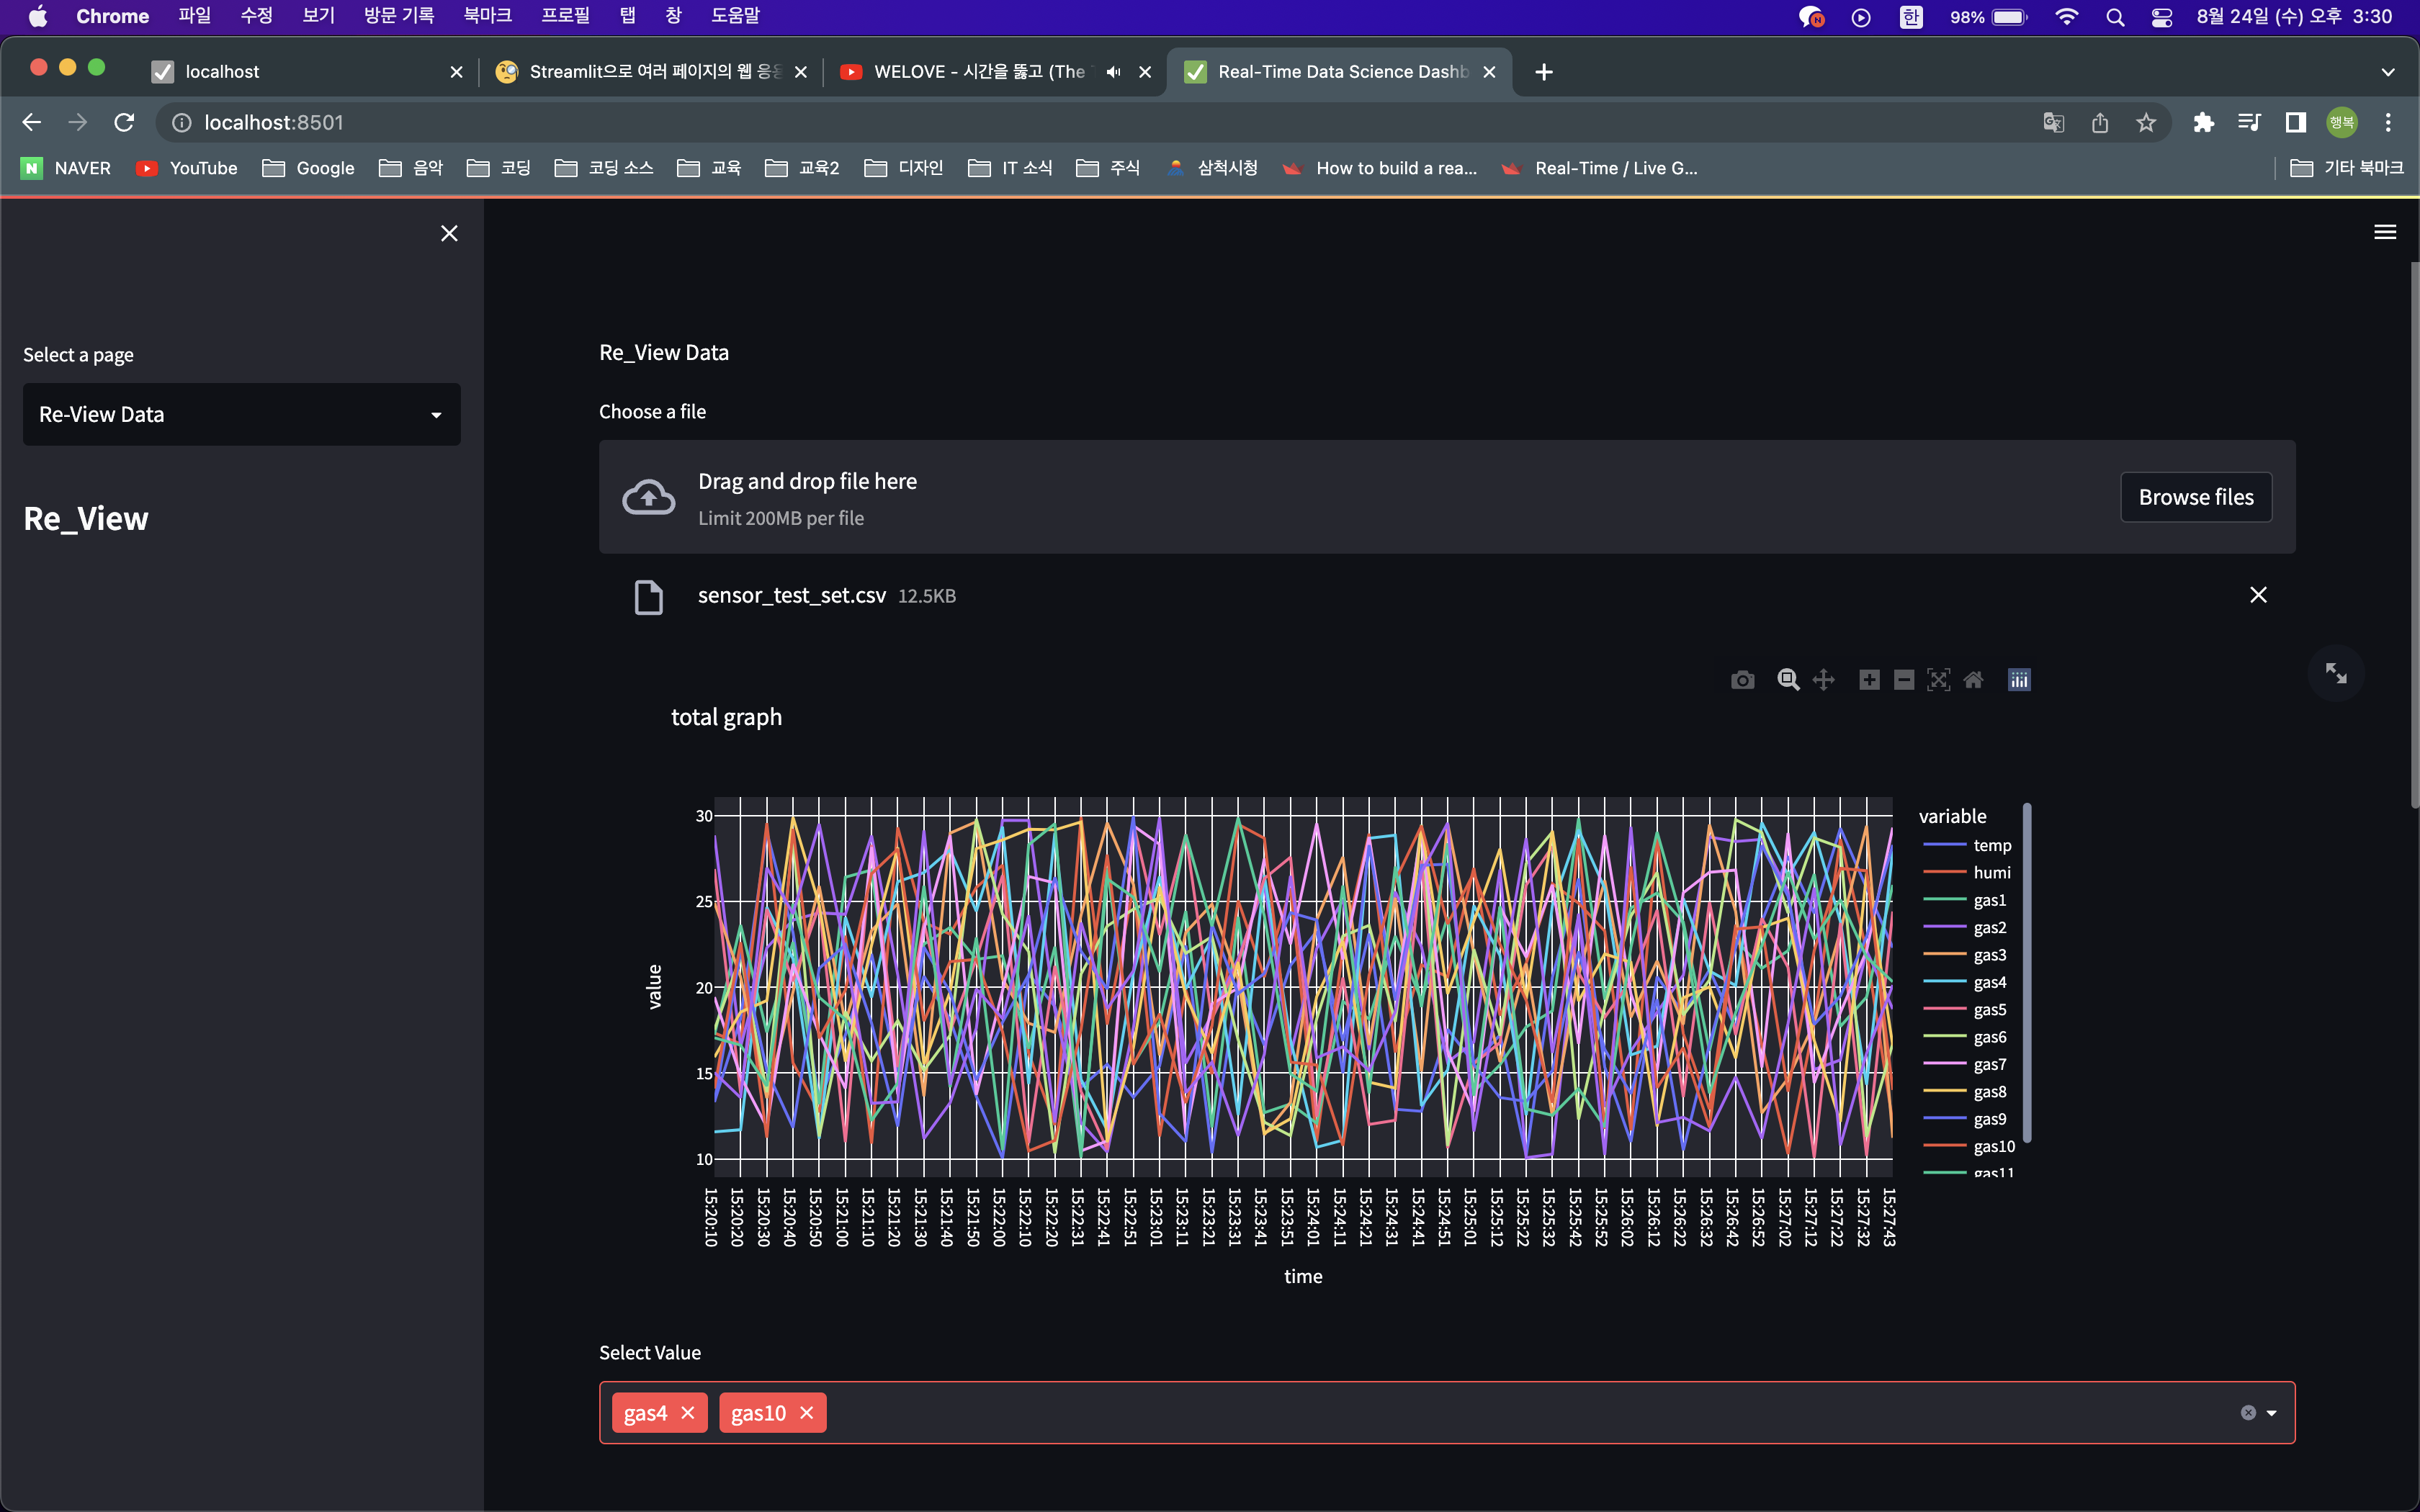 Chrome 파일 수정 보기 방문 기록 북마크 프로필 탭 창 도움말 한 98% 8월 24일 (수) 오후 3:30
localhost Streamlit으로 여러 페이지의 웹 응용 WELOVE - 시간을 뚫고 (The Real-Time Data Science Dashb
localhost:8501 행복
NAVER YouTube Google 음악 코딩 코딩 소스 교육 교육2 디자인 IT 소식 주식 삼척시청 How to build a rea... Real-Time / Live G... 기타 북마크
Select a page
Re-View Data
Re_View
Re_View Data
Choose a file
Drag and drop file here
Limit 200MB per file
Browse files
sensor_test_set.csv 12.5KB
total graph
value
30
25
20
15
10
15:20:10
15:20:20
15:20:30
15:20:40
15:20:50
15:21:00
15:21:10
15:21:20
15:21:30
15:21:40
15:21:50
15:22:00
15:22:10
15:22:20
15:22:31
15:22:41
15:22:51
15:23:01
15:23:11
15:23:21
15:23:31
15:23:41
15:23:51
15:24:01
15:24:11
15:24:21
15:24:31
15:24:41
15:24:51
15:25:01
15:25:12
15:25:22
15:25:32
15:25:42
15:25:52
15:26:02
15:26:12
15:26:22
15:26:32
15:26:42
15:26:52
15:27:02
15:27:12
15:27:22
15:27:32
15:27:43
time
variable
temp
humi
gas1
gas2
gas3
gas4
gas5
gas6
gas7
gas8
gas9
gas10
gas11
Select Value
gas4 gas10